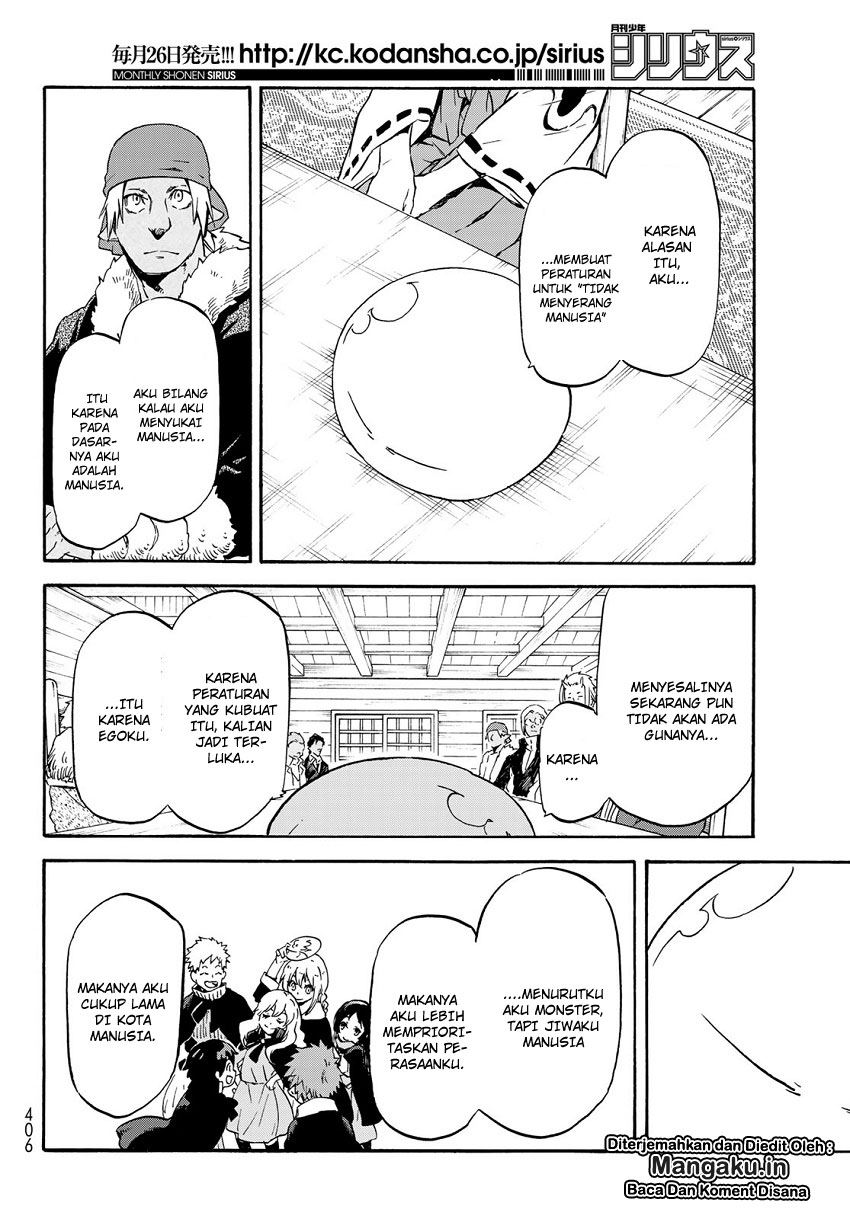 毎月26日発売!!! http://kc.kodansha.co.jp/sirius
MONTHLY SHONEN SIRIUS
月刊少年
シリウス
KARENA
ALASAN
ITU,
AKU...
...MEMBUAT
PERATURAN
UNTUK "TIDAK
MENYERANG
MANUSIA"
AKU BILANG
KALAU AKU
MENYUKAI
MANUSIA...
ITU
KARENA
PADA
DASAR-
NYA AKU
ADALAH
MANUSIA.
MENYESALINYA
SEKARANG PUN
TIDAK AKAN ADA
GUNANYA...
KARENA
...
KARENA
PERATURAN
YANG KUBUAT
ITU, KALIAN
JADI TER-
LUKA...
...ITU
KARENA
EGOKU.
....MENURUTKU
AKU MONSTER,
TAPI JIWAKU
MANUSIA
MAKANYA
AKU LEBIH
MEMPRIORI-
TASKAN PE-
RASAANKU.
MAKANYA AKU
CUKUP LAMA
DI KOTA
MANUSIA.
406
Diterjemahkan dan Diedit Oleh :
Mangaku.in
Baca Dan Koment Disana